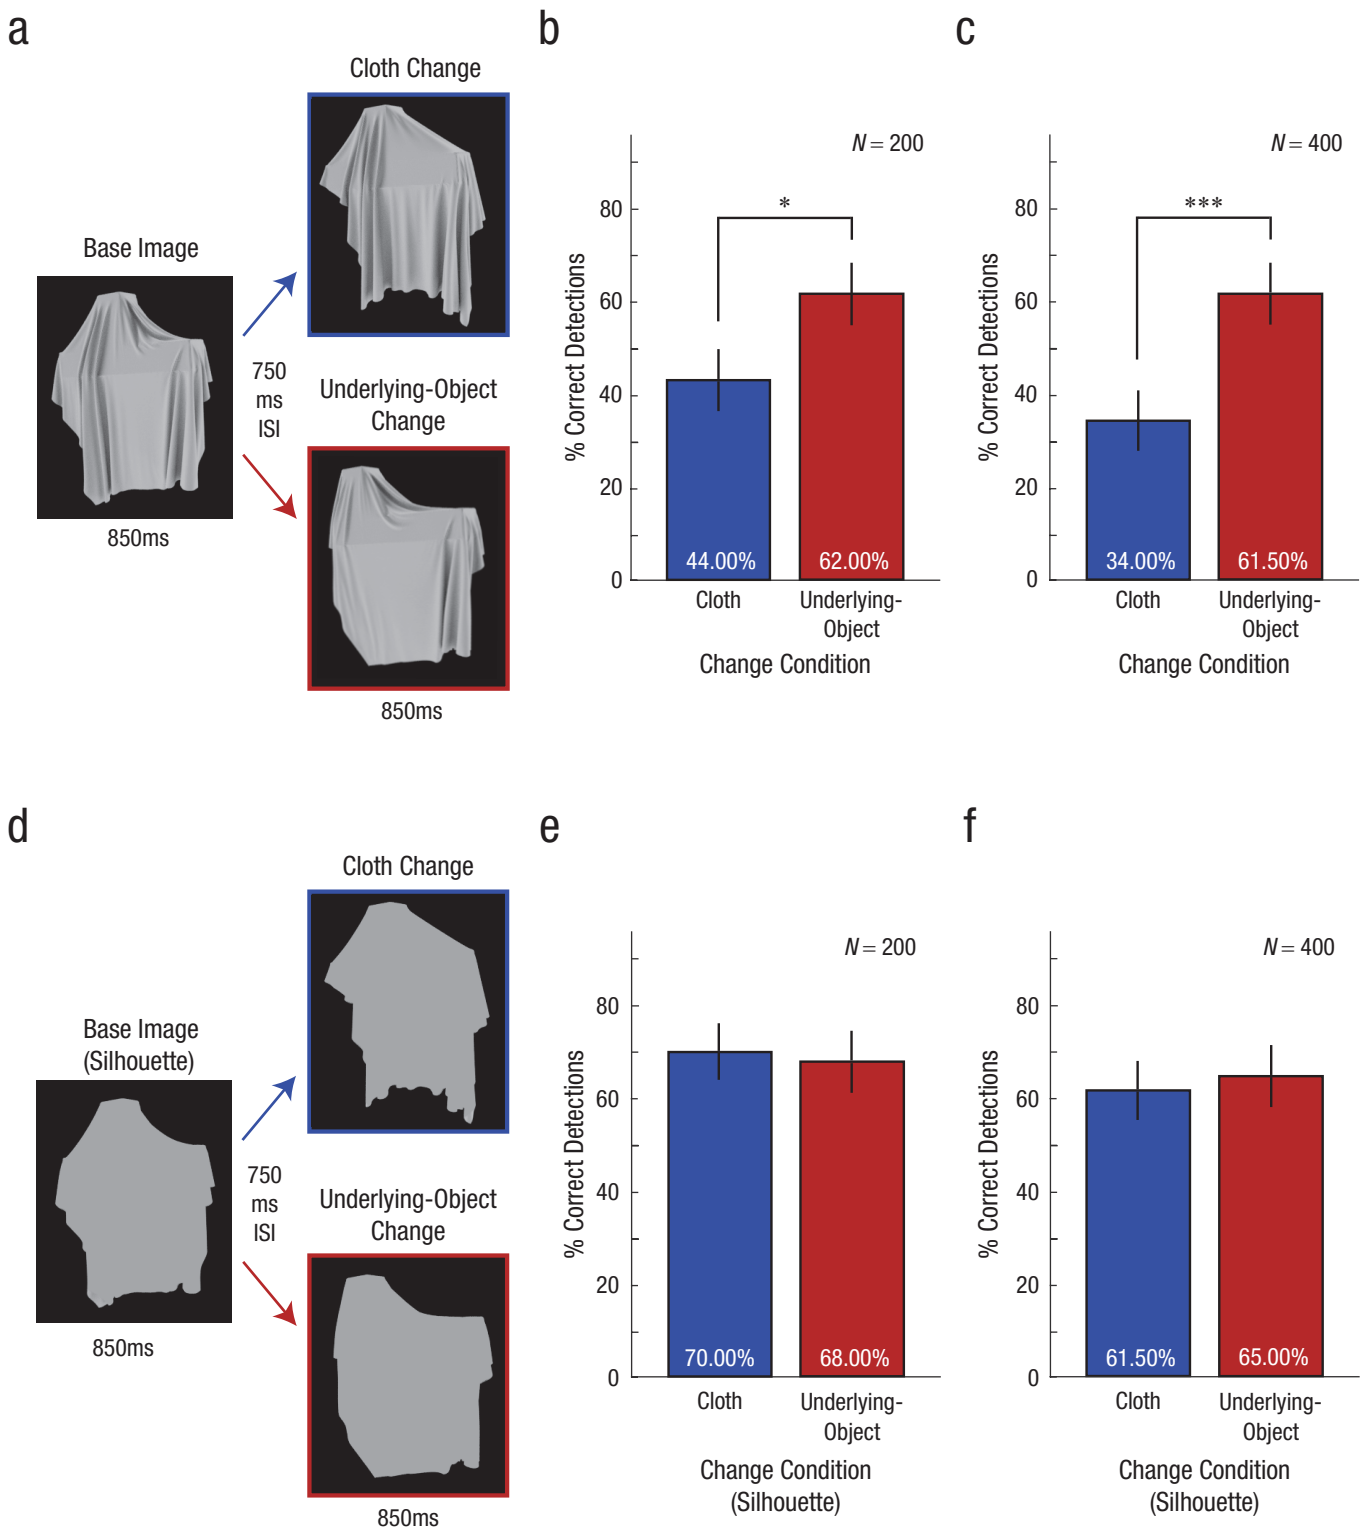 a
Cloth Change
Base Image
750
ms
ISI
Underlying-Object
Change
850ms
850ms
b
N = 200
*
% Correct Detections
80
60
40
20
0
44.00%
62.00%
Cloth
Underlying-
Object
Change Condition
c
N = 400
***
% Correct Detections
80
60
40
20
0
34.00%
61.50%
Cloth
Underlying-
Object
Change Condition
d
Cloth Change
Base Image
(Silhouette)
750
ms
ISI
Underlying-Object
Change
850ms
850ms
e
N = 200
% Correct Detections
80
60
40
20
0
70.00%
68.00%
Cloth
Underlying-
Object
Change Condition
(Silhouette)
f
N = 400
% Correct Detections
80
60
40
20
0
61.50%
65.00%
Cloth
Underlying-
Object
Change Condition
(Silhouette)